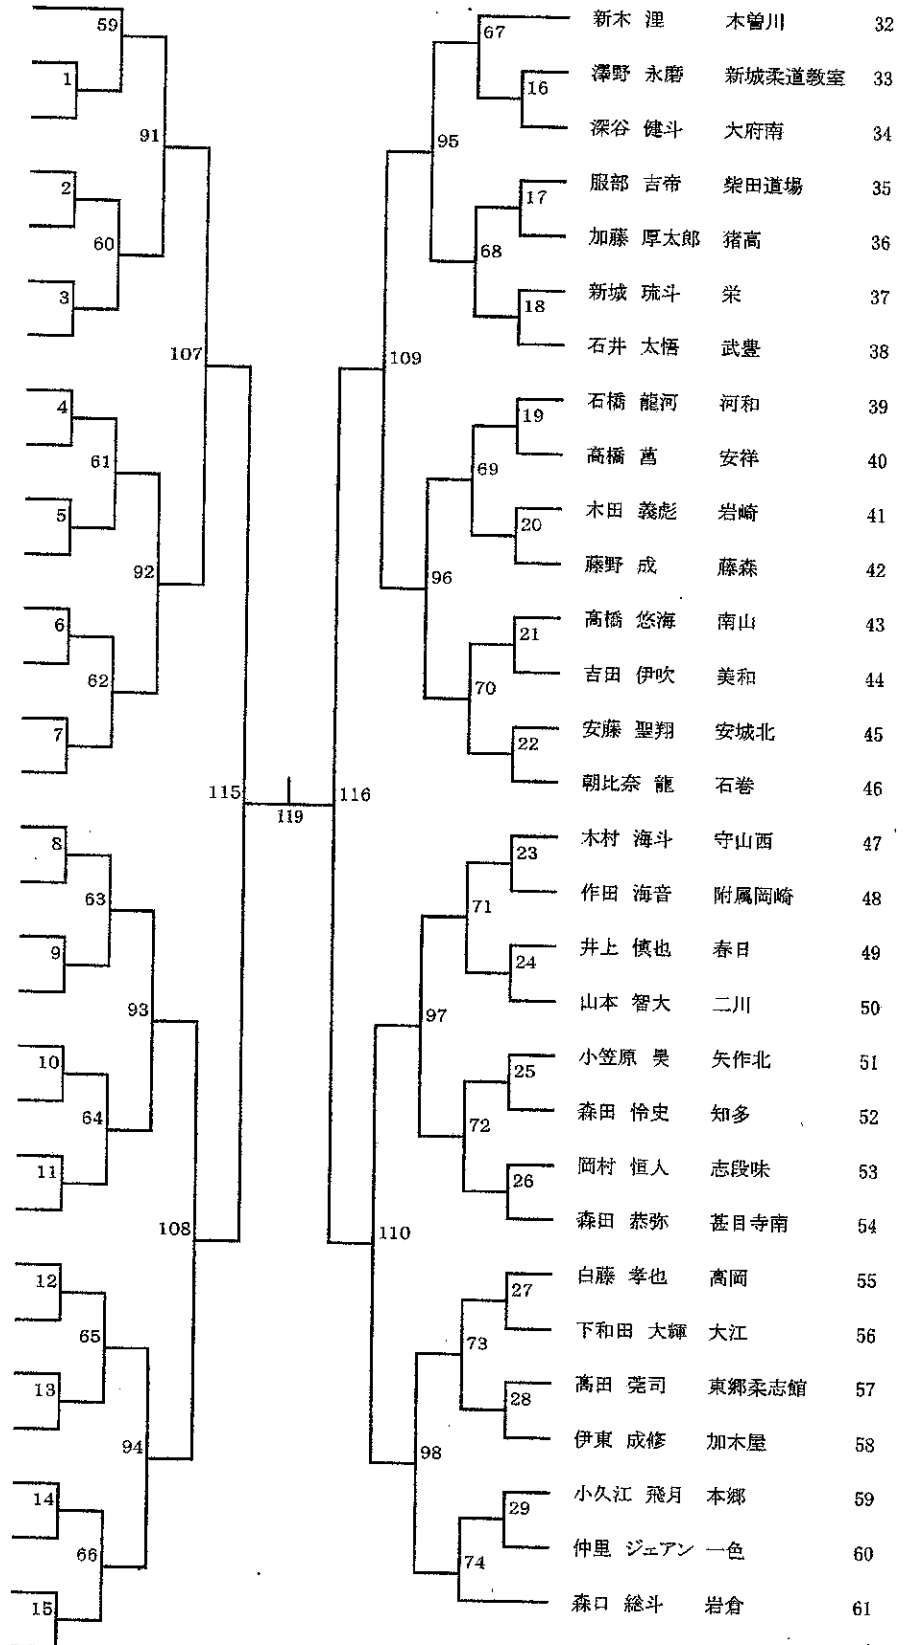 59
1
91
2
60
3
107
4
61
5
92
6
62
7
115
8
63
9
93
10
64
11
108
12
65
13
94
14
66
15
119
116
67 新木 浬 木曽川 32
澤野 永磨 新城柔道教室 33
16
深谷 健斗 大府南 34
95
服部 吉帝 柴田道場 35
17
加藤 厚太郎 猪高 36
68
新城 琉斗 栄 37
18
石井 太悟 武豊 38
109
石橋 龍河 河和 39
19
高橋 萬 安祥 40
69
木田 義彪 岩崎 41
20
藤野 成 藤森 42
96
高橋 悠海 南山 43
21
吉田 伊吹 美和 44
70
安藤 聖翔 安城北 45
22
朝比奈 龍 石巻 46
木村 海斗 守山西 47
23
作田 海音 附属岡崎 48
71
井上 慎也 春日 49
24
山本 智大 二川 50
97
小笠原 昊 矢作北 51
25
森田 怜史 知多 52
72
岡村 恒人 志段味 53
26
森田 恭弥 甚目寺南 54
110
白藤 孝也 高岡 55
27
下和田 大輝 大江 56
73
高田 莞司 東郷柔志館 57
28
伊東 成修 加木屋 58
98
小久江 飛月 本郷 59
29
仲里 ジェアン 一色 60
74
森口 総斗 岩倉 61